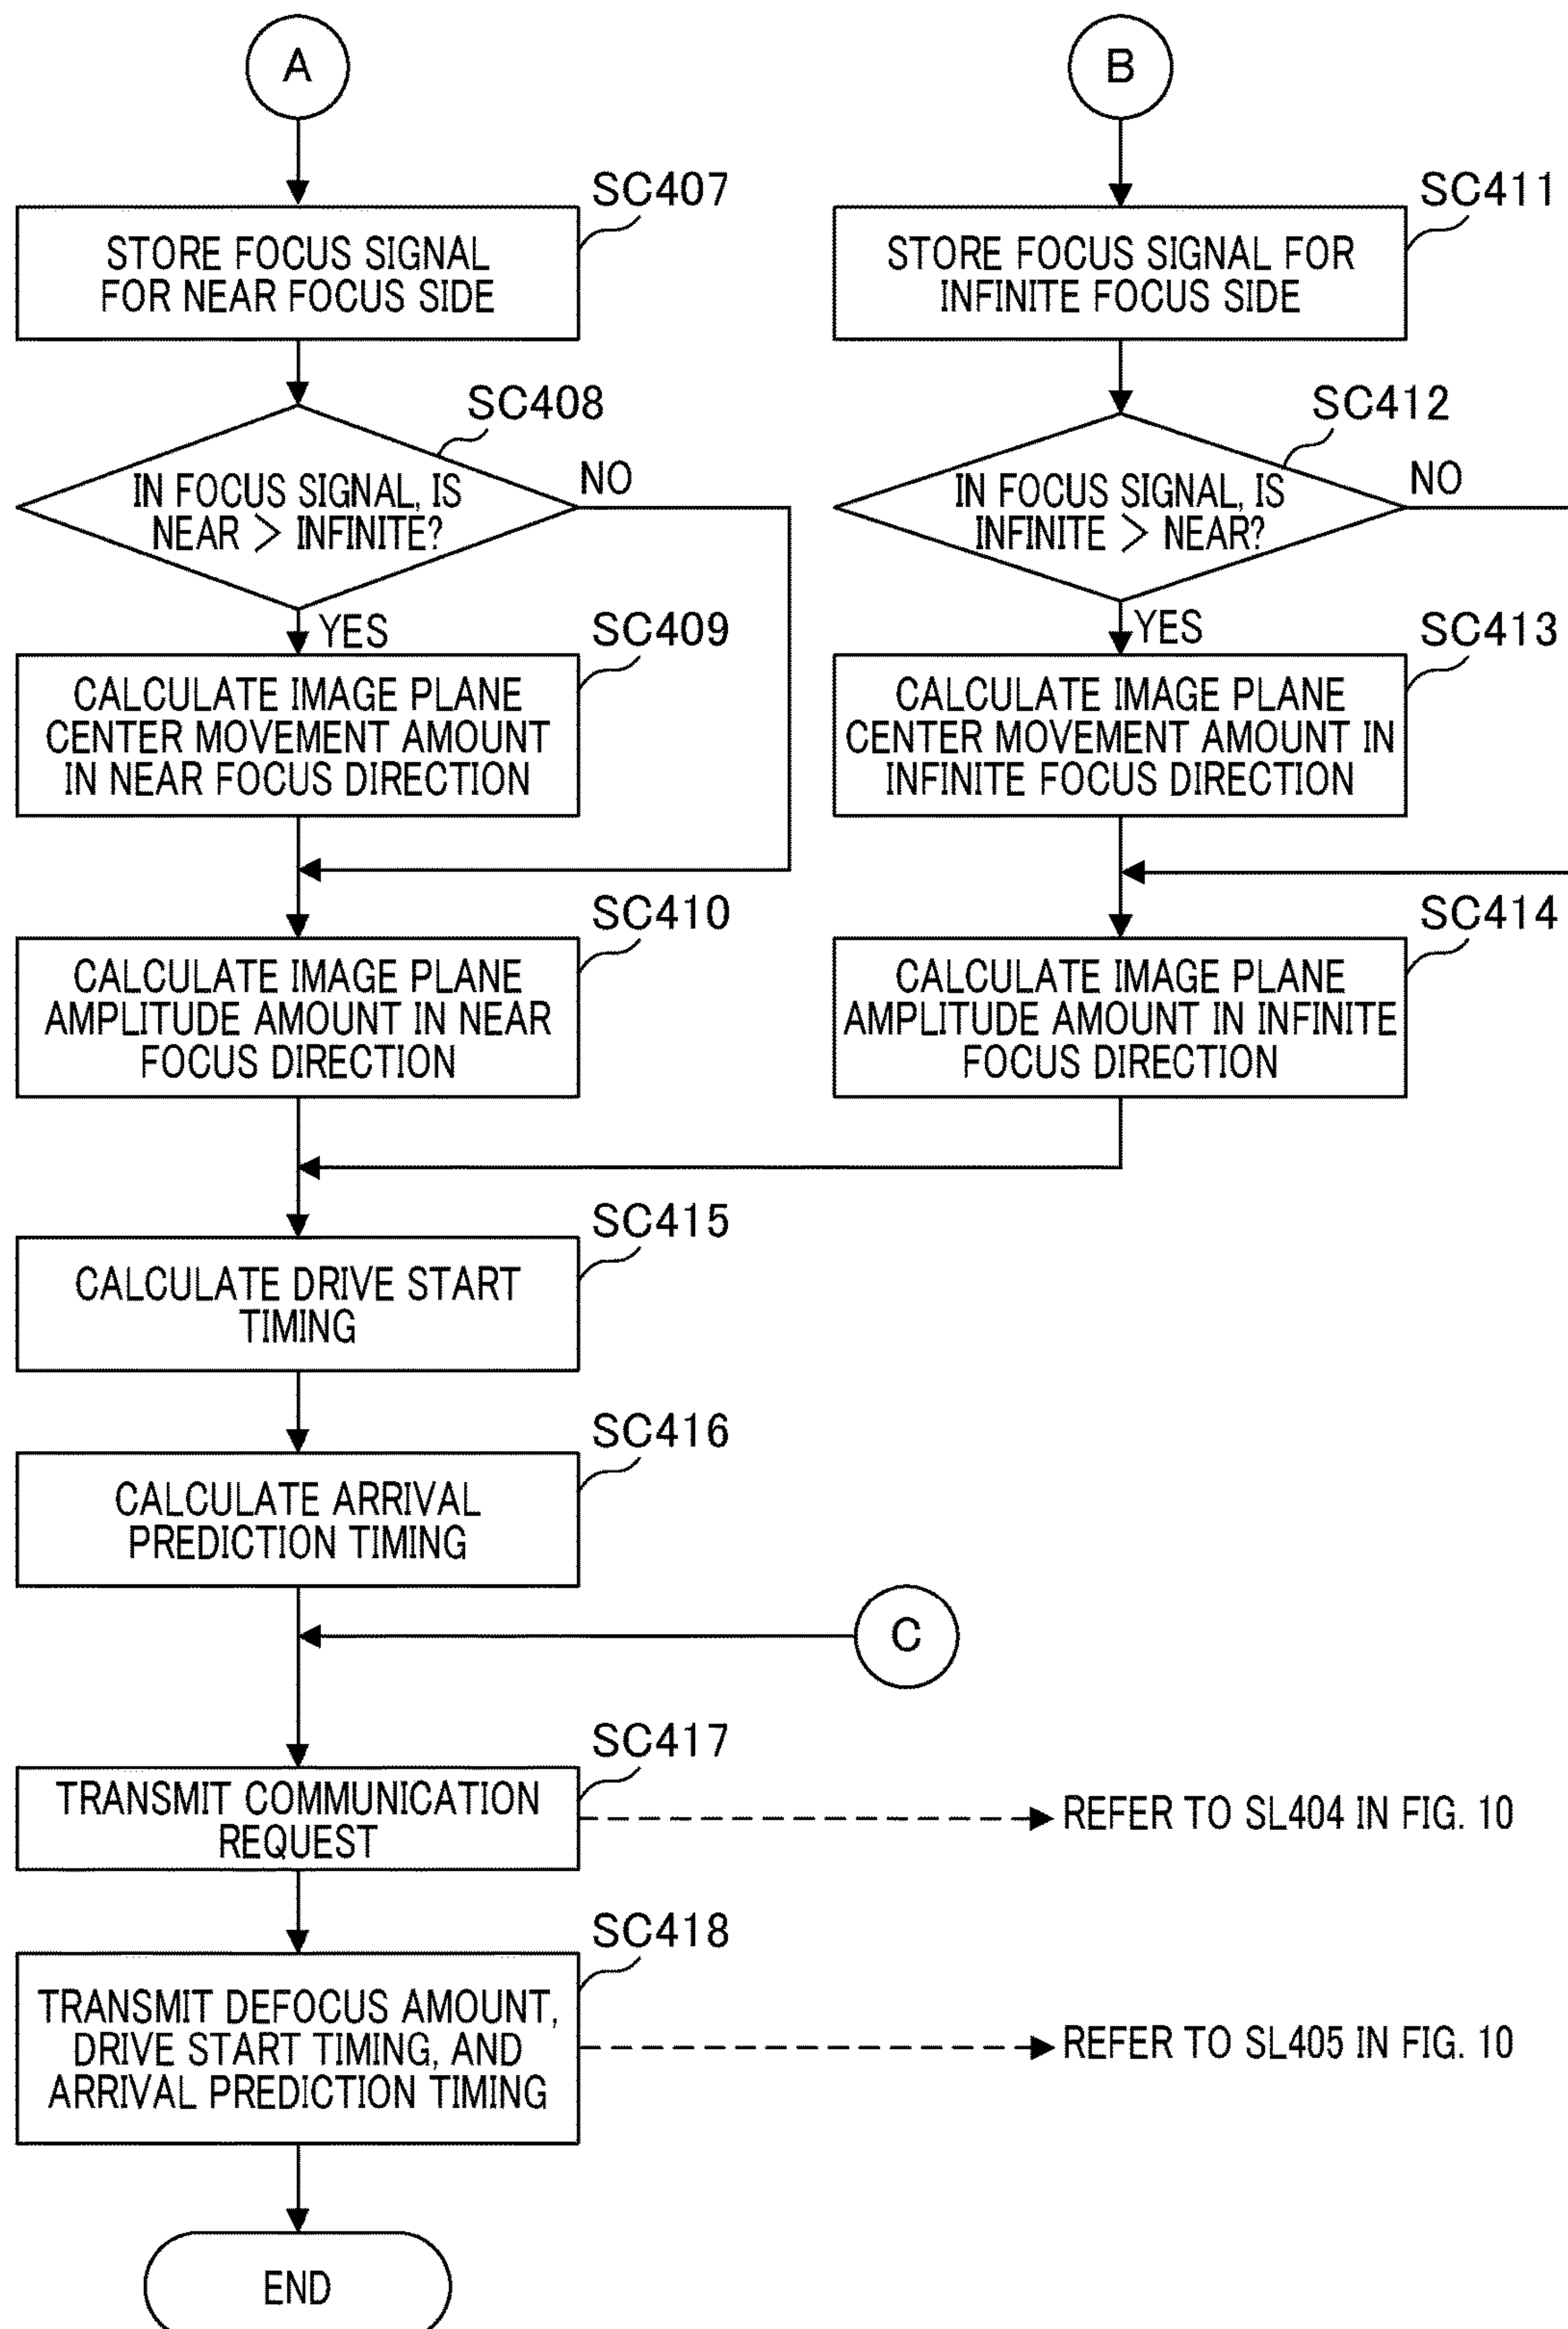 A
SC407
STORE FOCUS SIGNAL
FOR NEAR FOCUS SIDE
SC408
IN FOCUS SIGNAL, IS
NEAR > INFINITE?
NO
YES
SC409
CALCULATE IMAGE PLANE
CENTER MOVEMENT AMOUNT
IN NEAR FOCUS DIRECTION
SC410
CALCULATE IMAGE PLANE
AMPLITUDE AMOUNT IN NEAR
FOCUS DIRECTION
B
SC411
STORE FOCUS SIGNAL FOR
INFINITE FOCUS SIDE
SC412
IN FOCUS SIGNAL, IS
INFINITE > NEAR?
NO
YES
SC413
CALCULATE IMAGE PLANE
CENTER MOVEMENT AMOUNT IN
INFINITE FOCUS DIRECTION
SC414
CALCULATE IMAGE PLANE
AMPLITUDE AMOUNT IN INFINITE
FOCUS DIRECTION
SC415
CALCULATE DRIVE START
TIMING
SC416
CALCULATE ARRIVAL
PREDICTION TIMING
C
SC417
TRANSMIT COMMUNICATION
REQUEST
REFER TO SL404 IN FIG. 10
SC418
TRANSMIT DEFOCUS AMOUNT,
DRIVE START TIMING, AND
ARRIVAL PREDICTION TIMING
REFER TO SL405 IN FIG. 10
END